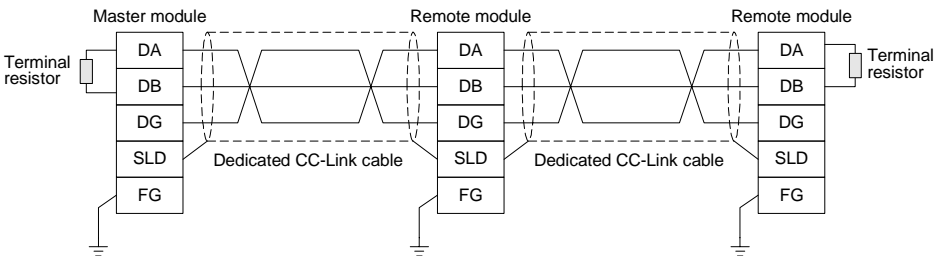 Master module
Remote module
Remote module
Terminal
resistor
DA
DB
DG
SLD
FG
Dedicated CC-Link cable
DA
DB
DG
SLD
FG
Dedicated CC-Link cable
DA
DB
DG
SLD
FG
Terminal
resistor